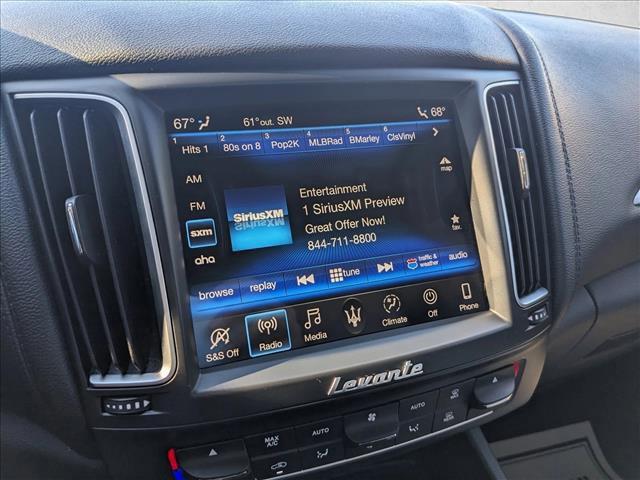 67° 61° out. SW 68°
1 Hits 1 2 80s on 8 3 Pop2K 4 MLBRad 5 BMarley 6 ClsVinyl
AM
FM
sxm
aha
SiriusXM
Entertainment
1 SiriusXM Preview
Great Offer Now!
844-711-8800
map
fav.
browse replay tune traffic & weather audio
S&S Off Radio Media Climate Off Phone
Levante
MAX A/C AUTO AUTO